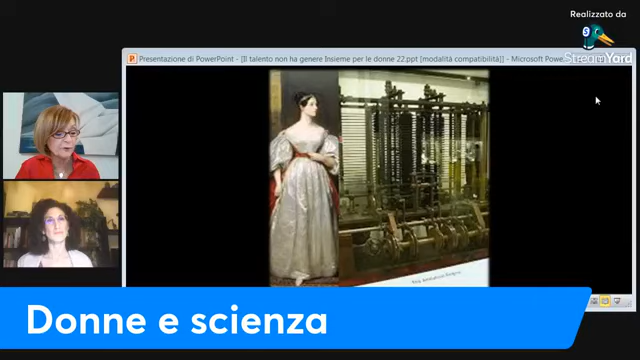 Realizzato da
StreamYard
Presentazione di PowerPoint - [Il talento non ha genere Insieme per le donne 22.ppt [modalità compatibilità] - Microsoft Powe...
Donne e scienza